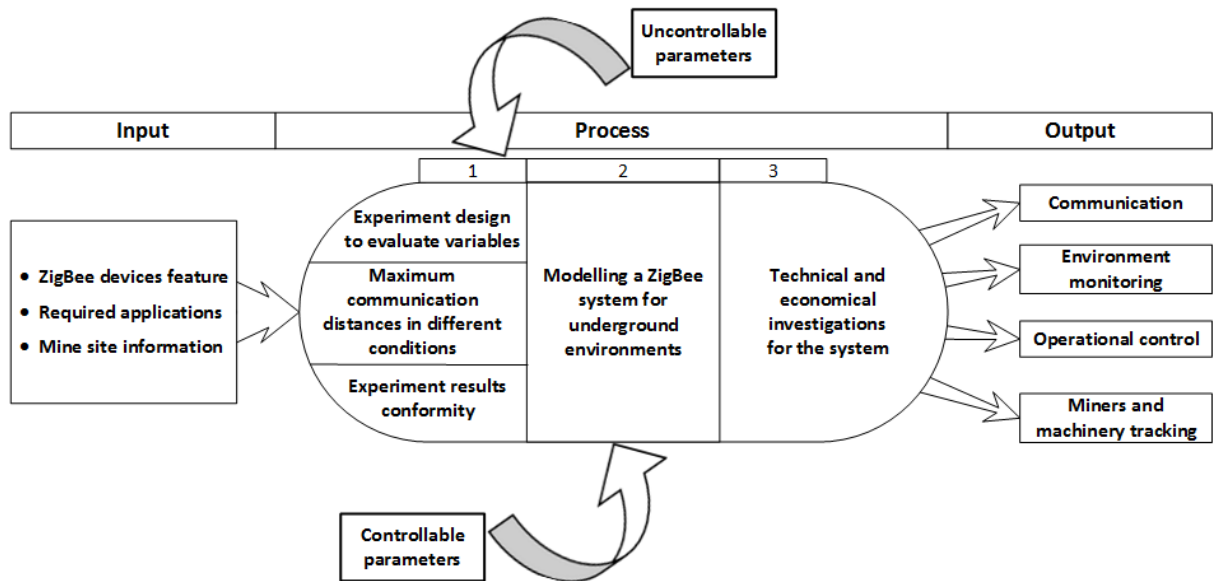 Uncontrollable
parameters
Input
Process
Output
1
2
3
• ZigBee devices feature
• Required applications
• Mine site information
Experiment design
to evaluate variables
Maximum
communication
distances in different
conditions
Experiment results
conformity
Modelling a ZigBee
system for
underground
environments
Technical and
economical
investigations
for the system
Communication
Environment
monitoring
Operational control
Miners and
machinery tracking
Controllable
parameters